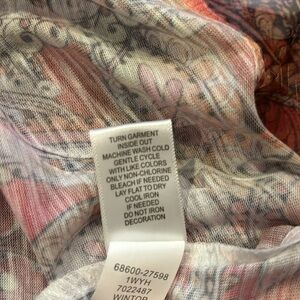 TURN GARMENT
INSIDE OUT
MACHINE WASH COLD
GENTLE CYCLE
WITH LIKE COLORS
ONLY NON-CHLORINE
BLEACH IF NEEDED
LAY FLAT TO DRY
COOL IRON
IF NEEDED
DO NOT IRON
DECORATION
68600-27598
1WYH
7022487